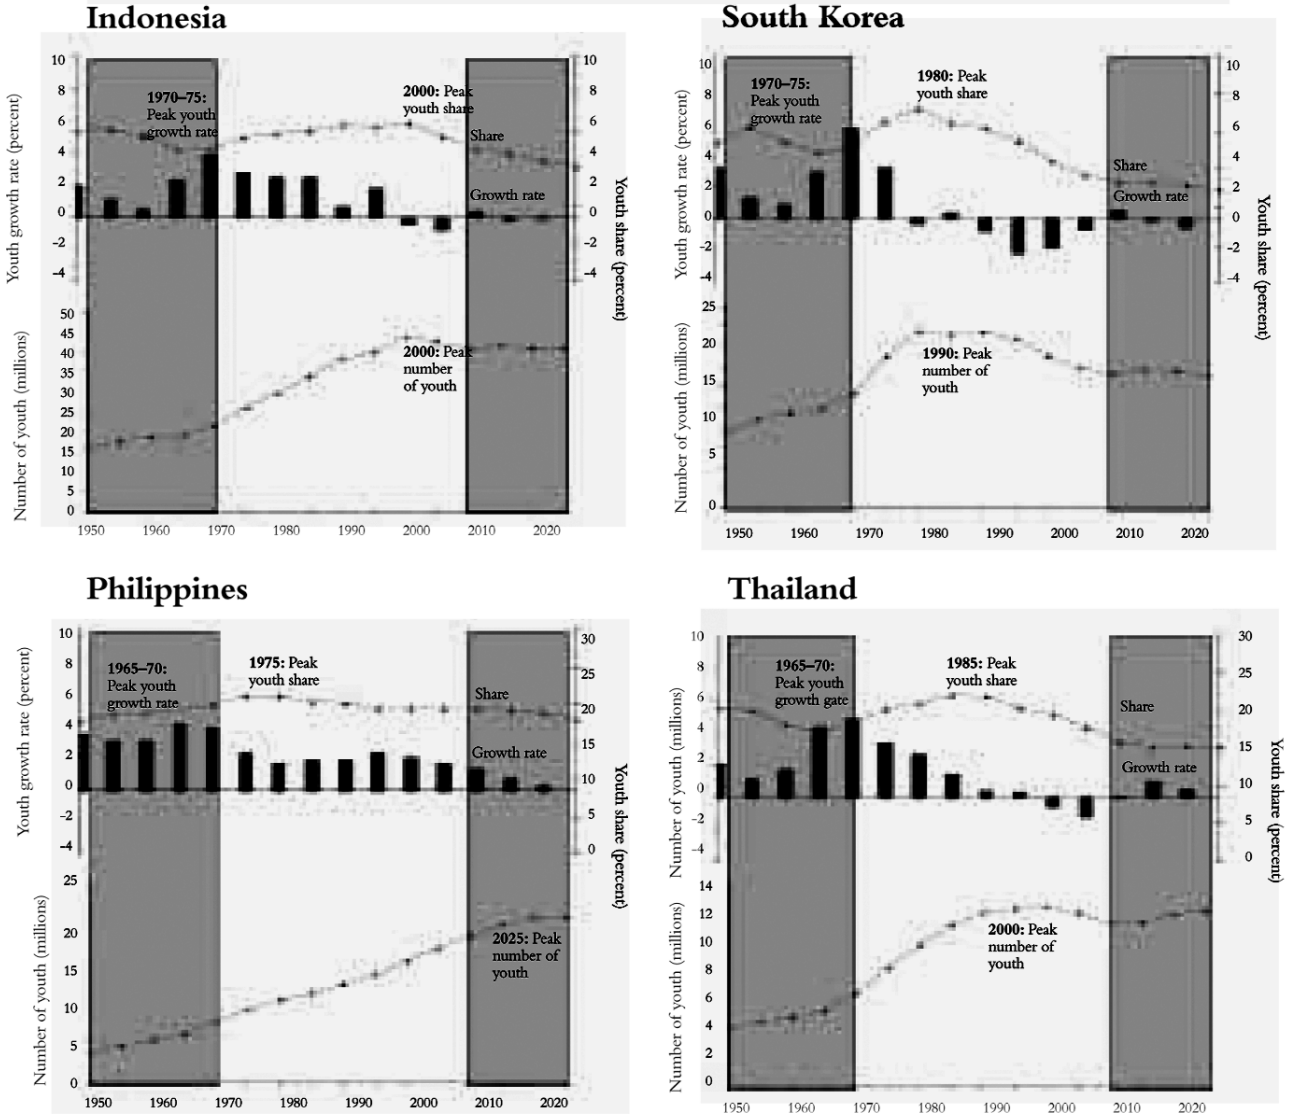 Indonesia
10
8
6
4
2
0
-2
-4
Youth growth rate (percent)
1970–75:
Peak youth
growth rate
2000: Peak
youth share
Share
Growth rate
10
8
6
4
2
0
-2
-4
Youth share (percent)
50
45
40
35
30
25
20
15
10
5
0
Number of youth (millions)
2000: Peak
number
of youth
1950 1960 1970 1980 1990 2000 2010 2020
South Korea
10
8
6
4
2
0
-2
-4
Youth growth rate (percent)
1970–75:
Peak youth
growth rate
1980: Peak
youth share
Share
Growth rate
10
8
6
4
2
0
-2
-4
Youth share (percent)
25
20
15
10
5
0
Number of youth (millions)
1990: Peak
number of
youth
1950 1960 1970 1980 1990 2000 2010 2020
Philippines
10
8
6
4
2
0
-2
-4
Youth growth rate (percent)
1965–70:
Peak youth
growth rate
1975: Peak
youth share
Share
Growth rate
30
25
20
15
10
5
0
Youth share (percent)
25
20
15
10
5
0
Number of youth (millions)
2025: Peak
number of
youth
1950 1960 1970 1980 1990 2000 2010 2020
Thailand
10
8
6
4
2
0
-2
-4
Number of youth (millions)
1965–70:
Peak youth
growth gate
1985: Peak
youth share
Share
Growth rate
30
25
20
15
10
5
0
Youth share (percent)
14
12
10
8
6
4
2
0
Number of youth (millions)
2000: Peak
number of
youth
1950 1960 1970 1980 1990 2000 2010 2020